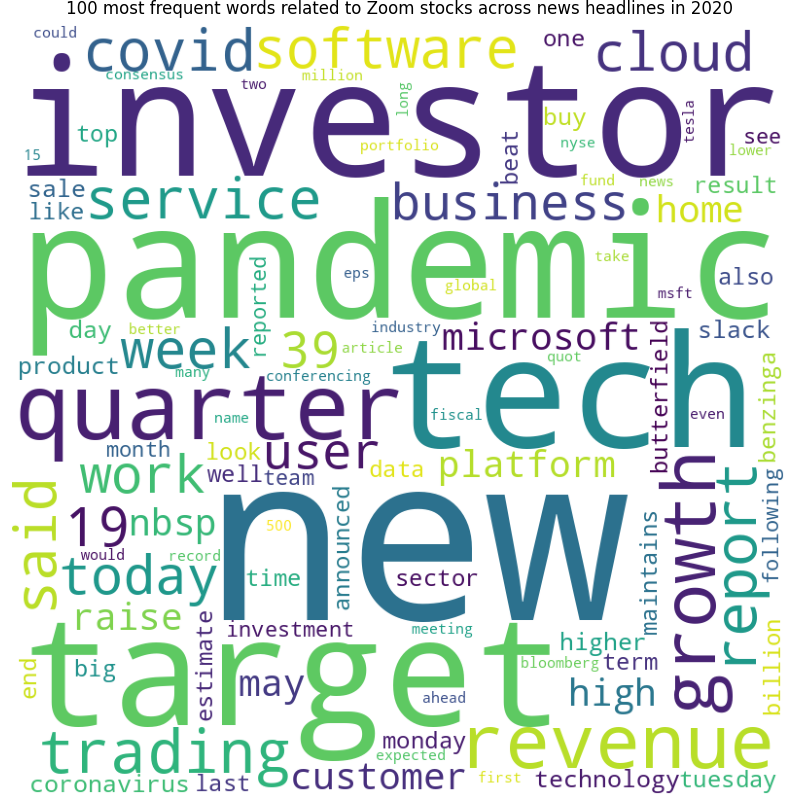 100 most frequent words related to Zoom stocks across news headlines in 2020
could
covid
software
one
cloud
consensus
two
million
long
investor
tesla
top
portfolio
beat
buy
nyse
see
lower
15
sale
like
service
business
fund
news
result
home
pandemic
reported
eps
global
take
msft
also
day
better
week
39
article
industry
microsoft
slack
product
many
conferencing
quot
tech
butterfield
benzinga
quarter
name
fiscal
even
month
look
user
work
well
team
data
platform
said
19
nbsp
500
new
announced
growth
report
following
would
record
today
time
sector
maintains
raise
estimate
investment
meeting
higher
target
end
big
bloomberg
term
may
ahead
high
billion
trading
monday
revenue
expected
coronavirus
last
customer
first
technology
tuesday